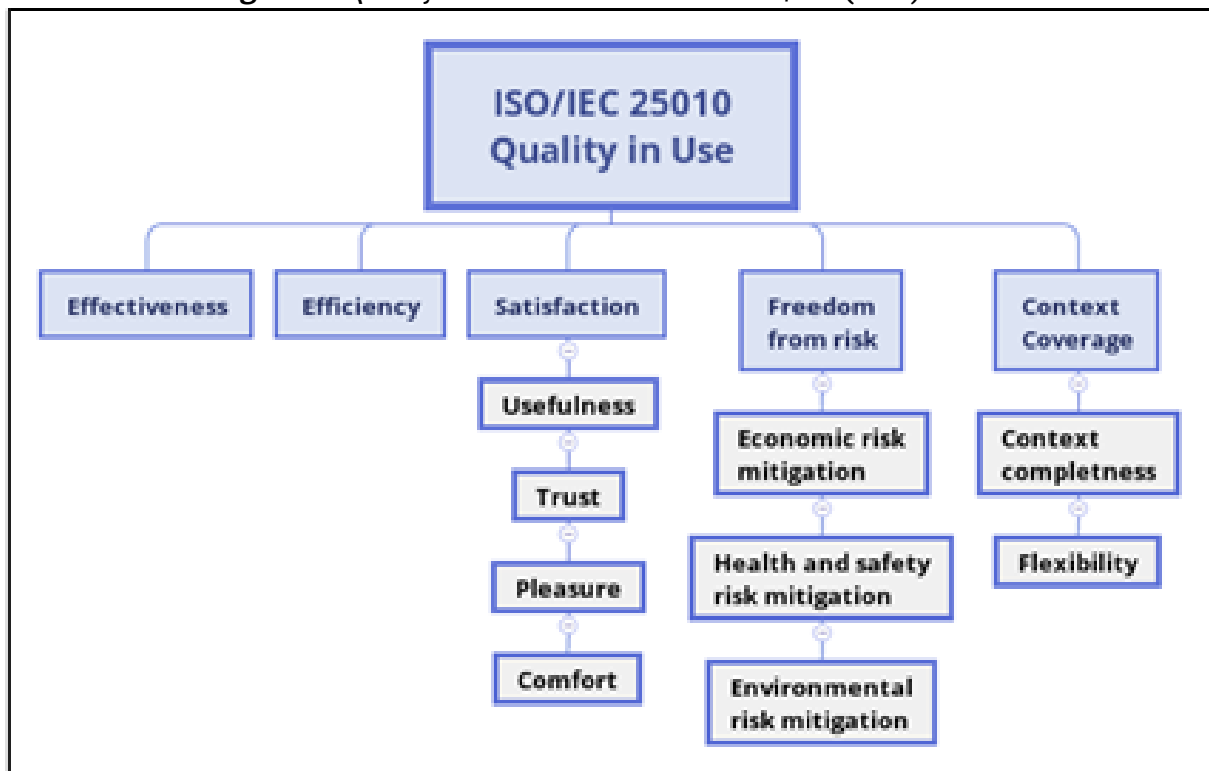 ISO/IEC 25010
Quality in Use
Effectiveness
Efficiency
Satisfaction
Freedom
from risk
Context
Coverage
Usefulness
Trust
Pleasure
Comfort
Economic risk
mitigation
Health and safety
risk mitigation
Environmental
risk mitigation
Context
completness
Flexibility